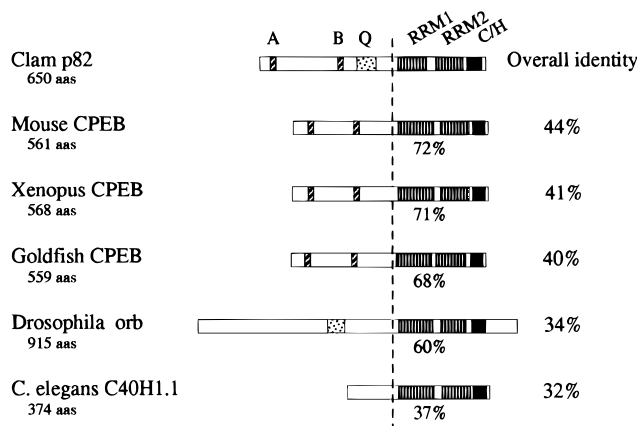 A B Q RRM1 RRM2 C/H
Clam p82 Overall identity
650 aas
Mouse CPEB 44%
561 aas 72%
Xenopus CPEB 41%
568 aas 71%
Goldfish CPEB 40%
559 aas 68%
Drosophila orb 34%
915 aas 60%
C. elegans C40H1.1 32%
374 aas 37%